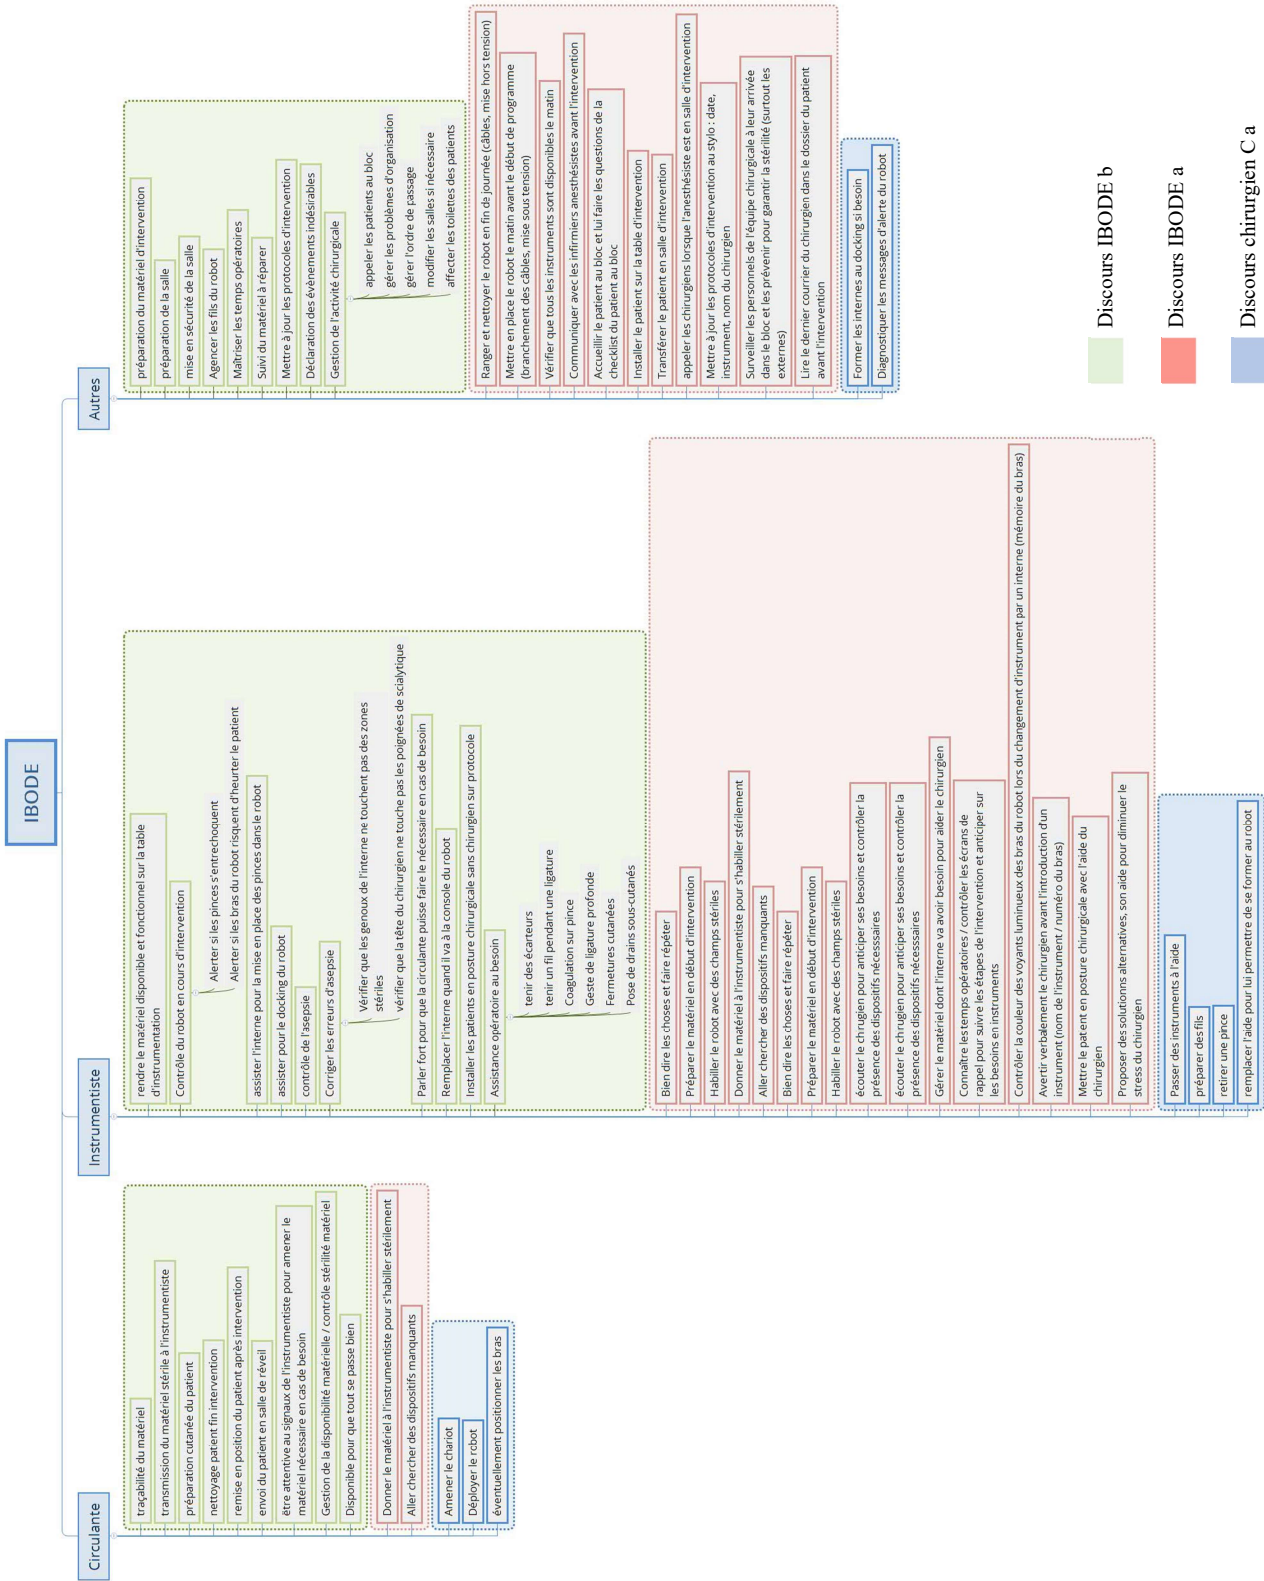 IBODE
Circulante
traçabilité du matériel
transmission du matériel stérile à l'instrumentiste
préparation cutanée du patient
nettoyage patient fin intervention
remise en position du patient après intervention
envoi du patient en salle de réveil
être attentive au signaux de l'instrumentiste pour amener le
matériel nécessaire en cas de besoin
Gestion de la disponibilité matérielle / contrôle stérilité matériel
Disponible pour que tout se passe bien
Donner le matériel à l'instrumentiste pour s'habiller stérilement
Aller chercher des dispositifs manquants
Amener le chariot
Déployer le robot
éventuellement positionner les bras
Instrumentiste
rendre le matériel disponible et fonctionnel sur la table
d'instrumentation
Contrôle du robot en cours d'intervention
Alerter si les pinces s'entrechoquent
Alerter si les bras du robot risquent d'heurter le patient
assister l'interne pour la mise en place des pinces dans le robot
assister pour le docking du robot
contrôle de l'asepsie
Corriger les erreurs d'asepsie
Vérifier que les genoux de l'interne ne touchent pas des zones
stériles
vérifier que la tête du chirurgien ne touche pas les poignées de scialytique
Parler fort pour que la circulante puisse faire le nécessaire en cas de besoin
Remplacer l'interne quand il va à la console du robot
Installer les patients en posture chirurgicale sans chirurgien sur protocole
Assistance opératoire au besoin
tenir des écarteurs
tenir un fil pendant une ligature
Coagulation sur pince
Geste de ligature profonde
Fermetures cutanées
Pose de drains sous-cutanés
Bien dire les choses et faire répéter
Préparer le matériel en début d'intervention
Habiller le robot avec des champs stériles
Donner le matériel à l'instrumentiste pour s'habiller stérilement
Aller chercher des dispositifs manquants
Bien dire les choses et faire répéter
Préparer le matériel en début d'intervention
Habiller le robot avec des champs stériles
écouter le chrugien pour anticiper ses besoins et contrôler la
présence des dispositifs nécesssaires
écouter le chrugien pour anticiper ses besoins et contrôler la
présence des dispositifs nécesssaires
Gérer le matériel dont l'interne va avoir besoin pour aider le chirurgien
Connaître les temps opératoires / contrôler les écrans de
rappel pour suivre les étapes de l'intervention et anticiper sur
les besoins en instruments
Contrôler la couleur des voyants lumineux des bras du robot lors du changement d'instrument par un interne (mémoire du bras)
Avertir verbalement le chirurgien avant l'introduction d'un
instrument (nom de l'instrument / numéro du bras)
Mettre le patient en posture chirurgicale avec l'aide du
chirurgien
Proposer des solutionns alternatives, son aide pour diminuer le
stress du chirurgien
Passer des instruments à l'aide
préparer des fils
retirer une pince
remplacer l'aide pour lui permettre de se former au robot
Autres
préparation du matériel d'intervention
préparation de la salle
mise en sécurité de la salle
Agencer les fils du robot
Maîtriser les temps opératoires
Suivi du matériel à réparer
Mettre à jour les protocoles d'intervention
Déclaration des évènements indésirables
Gestion de l'activité chirurgicale
appeler les patients au bloc
gérer les problèmes d'organisation
gérer l'ordre de passage
modifier les salles si nécessaire
affecter les toilettes des patients
Ranger et nettoyer le robot en fin de journée (câbles, mise hors tension)
Mettre en place le robot le matin avant le début de programme
(branchement des câbles, mise sous tension)
Vérifier que tous les instruments sont disponibles le matin
Communiquer avec les infirmiers anesthésistes avant l'intervention
Accueillir le patient au bloc et lui faire les questions de la
checklist du patient au bloc
Installer le patient sur la table d'intervention
Transférer le patient en salle d'intervention
appeler les chirurgiens lorsque l'anesthésiste est en salle d'intervention
Mettre à jour les protocoles d'intervention au stylo : date,
instrument, nom du chirurgien
Surveiller les personnels de l'équipe chirurgicale à leur arrivée
dans le bloc et les prévenir pour garantir la stérilité (surtout les
externes)
Lire le dernier courrier du chirurgien dans le dossier du patient
avant l'intervention
Former les internes au docking si besoin
Diagnostiquer les messages d'alerte du robot
Discours IBODE b
Discours IBODE a
Discours chirurgien C a